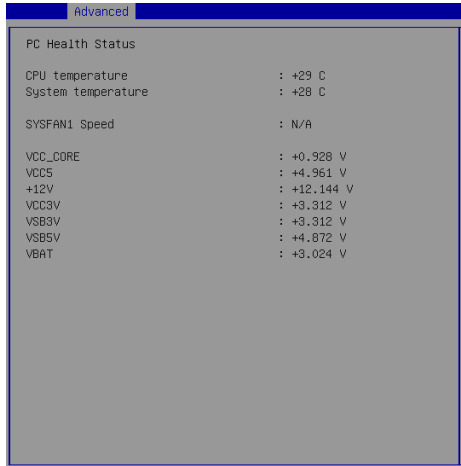 Advanced
PC Health Status
CPU temperature : +29 C
System temperature : +28 C
SYSFAN1 Speed : N/A
VCC_CORE : +0.928 V
VCC5 : +4.961 V
+12V : +12.144 V
VCC3V : +3.312 V
VSB3V : +3.312 V
VSB5V : +4.872 V
VBAT : +3.024 V